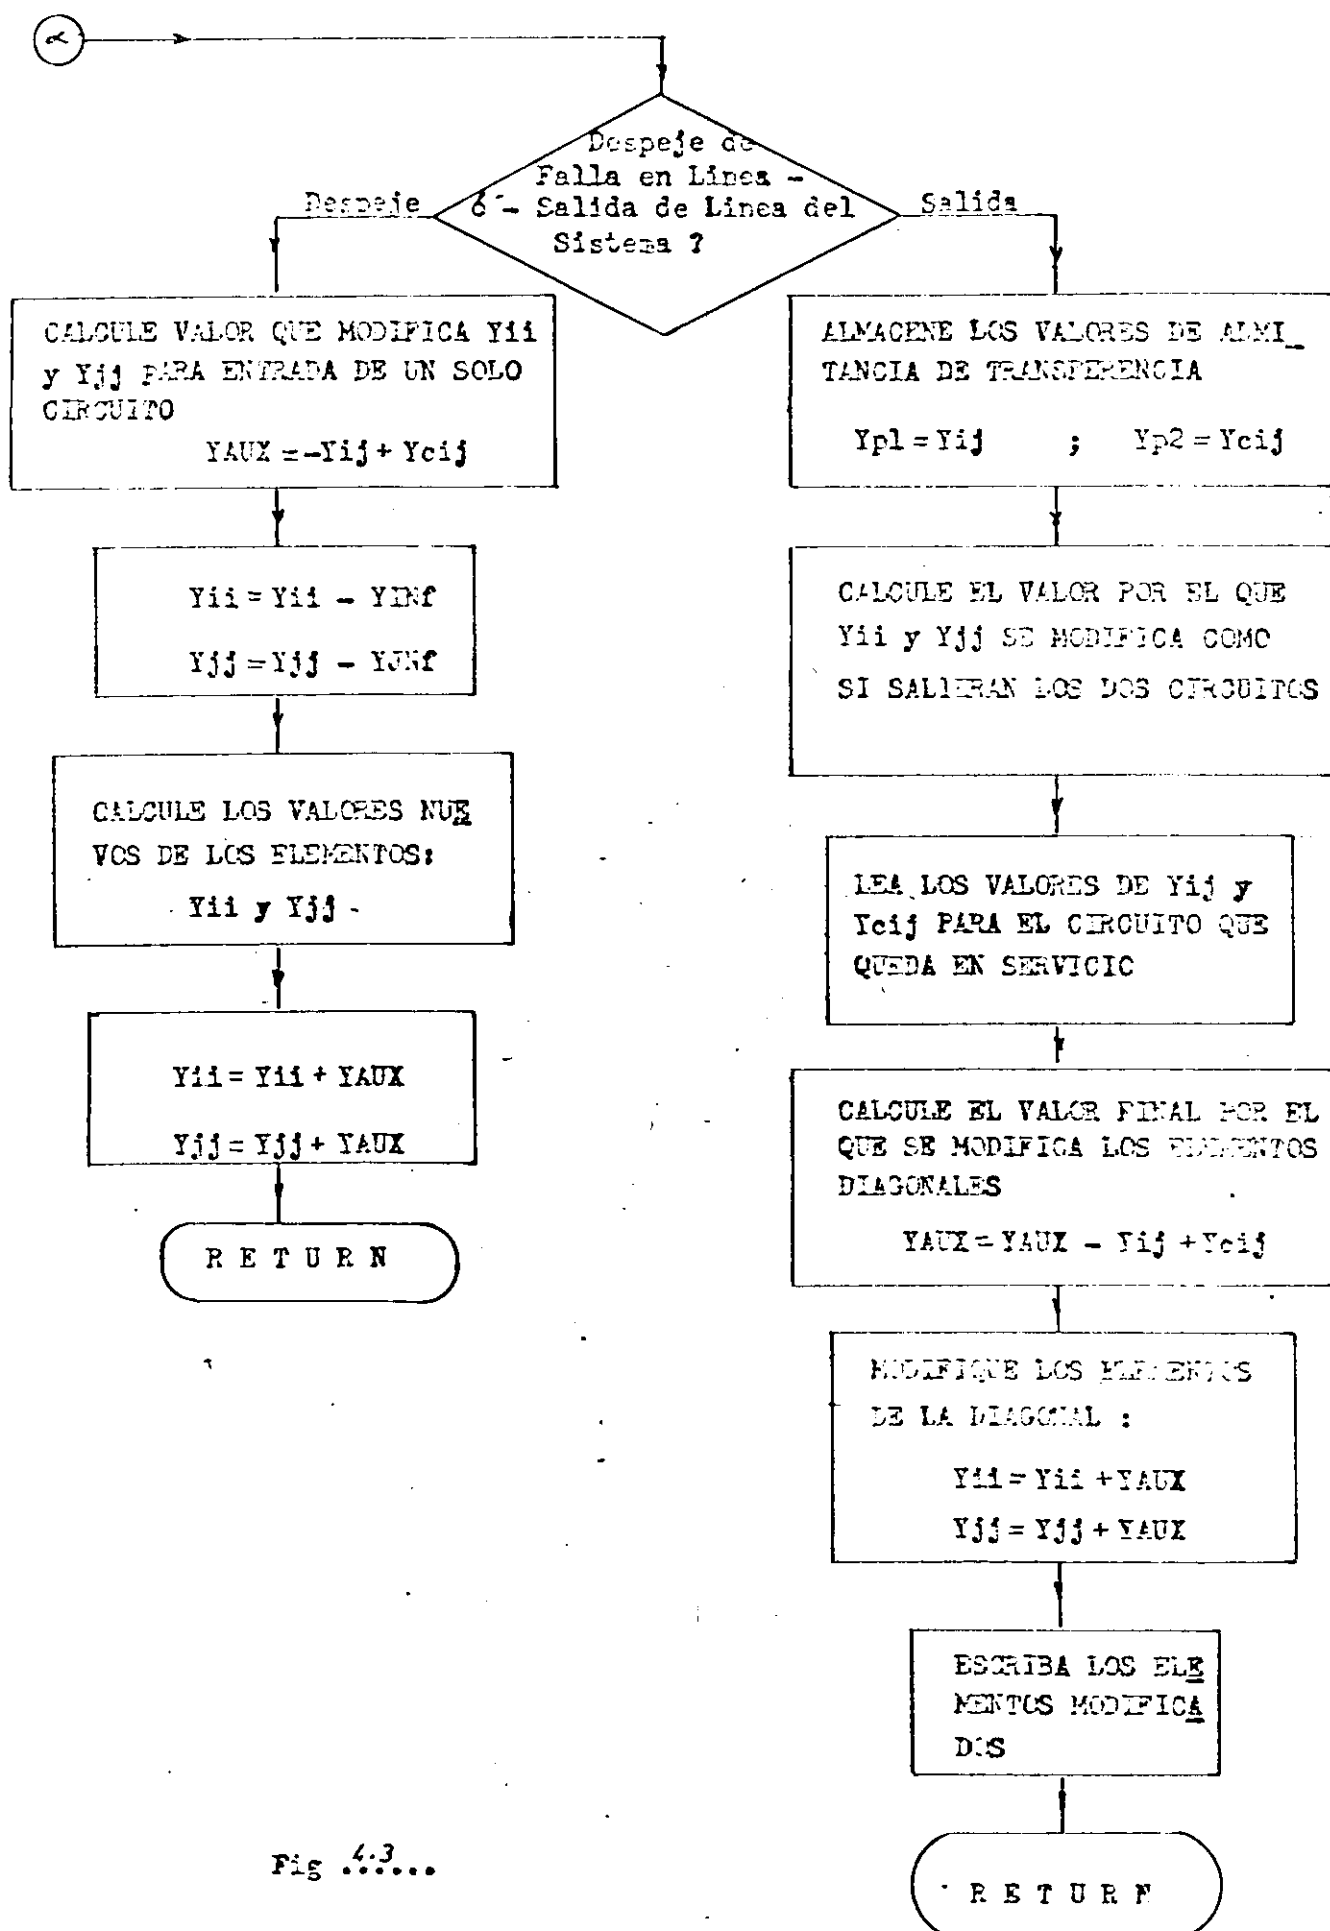 ∝
Despeje de
Falla en Linea -
ó - Salida de Linea del
Sistema ?
Despeje
Salida
CALCULE VALOR QUE MODIFICA Yii
y Yjj PARA ENTRADA DE UN SOLO
CIRCUITO
YAUX = -Yij + Ycij
Yii = Yii - YINf
Yjj = Yjj - YJNf
CALCULE LOS VALORES NUE
VOS DE LOS ELEMENTOS:
Yii y Yjj
Yii = Yii + YAUX
Yjj = Yjj + YAUX
R E T U R N
ALMACENE LOS VALORES DE ADMI_
TANCIA DE TRANSFERENCIA
Yp1 = Yij ; Yp2 = Ycij
CALCULE EL VALOR POR EL QUE
Yii y Yjj SE MODIFICA COMO
SI SALIERAN LOS DOS CIRCUITOS
LEA LOS VALORES DE Yij y
Ycij PARA EL CIRCUITO QUE
QUEDA EN SERVICIO
CALCULE EL VALOR FINAL POR EL
QUE SE MODIFICA LOS ELEMENTOS
DIAGONALES
YAUX = YAUX - Yij + Ycij
MODIFIQUE LOS ELEMENTOS
DE LA DIAGONAL :
Yii = Yii + YAUX
Yjj = Yjj + YAUX
ESCRIBA LOS ELE
MENTOS MODIFICA
DOS
R E T U R N
Fig 4.3......